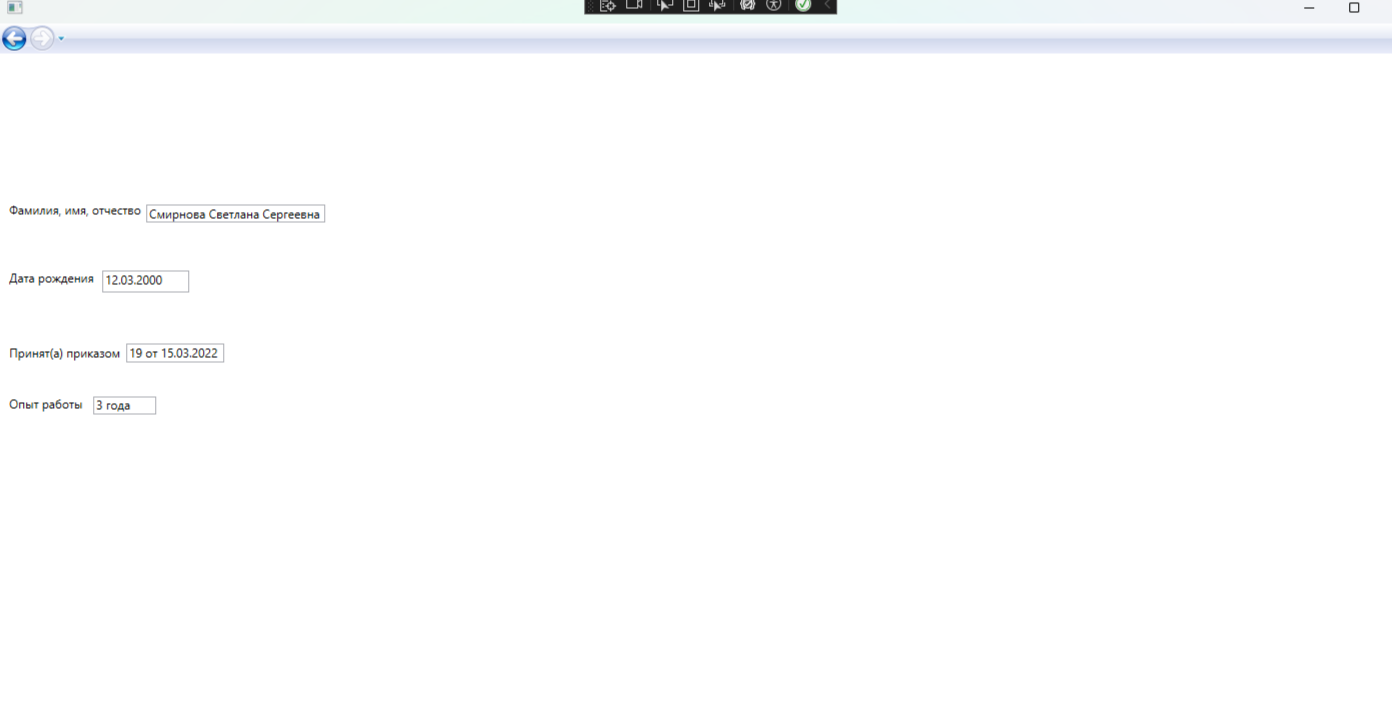 Фамилия, имя, отчество Смирнова Светлана Сергеевна
Дата рождения 12.03.2000
Принят(а) приказом 19 от 15.03.2022
Опыт работы 3 года